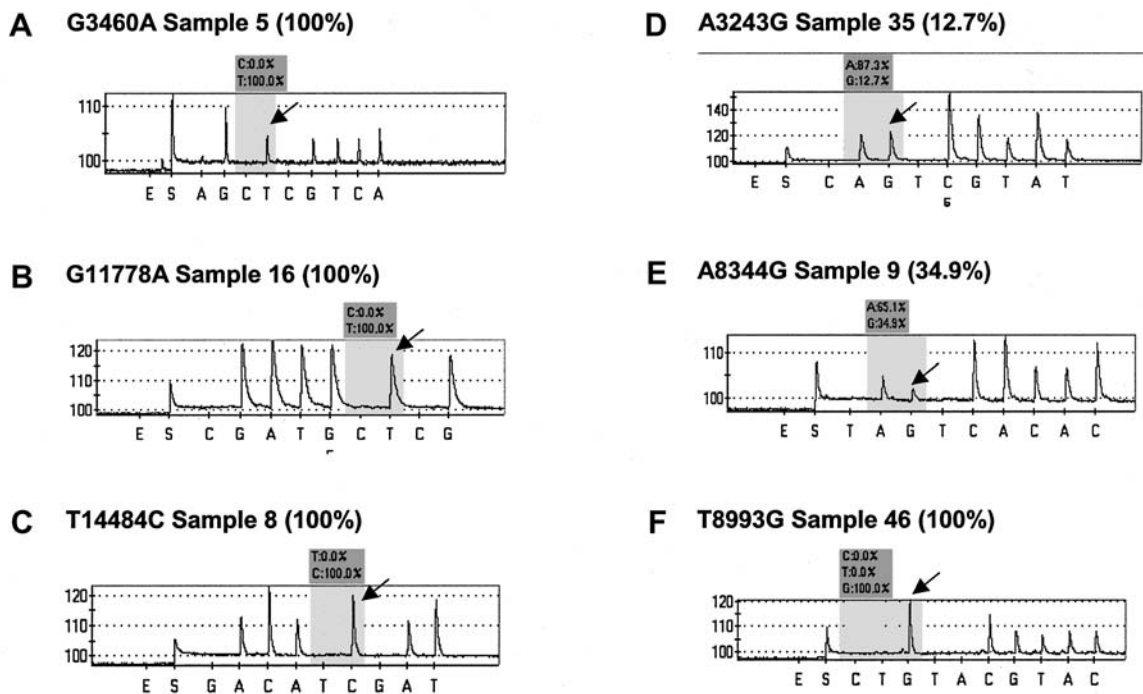 A G3460A Sample 5 (100%)
C:0.0%
T:100.0%
110
100
E S A G C T C G T C A
B G11778A Sample 16 (100%)
C:0.0%
T:100.0%
120
110
100
E S C G A T G C T C G
C T14484C Sample 8 (100%)
T:0.0%
C:100.0%
120
110
100
E S G A C A T C G A T
D A3243G Sample 35 (12.7%)
A:87.3%
G:12.7%
140
120
100
E S C A G T C G T A T
5
E A8344G Sample 9 (34.9%)
A:65.1%
G:34.9%
110
100
E S T A G T C A C A C
F T8993G Sample 46 (100%)
C:0.0%
T:0.0%
G:100.0%
120
110
100
E S C T G T A C G T A C